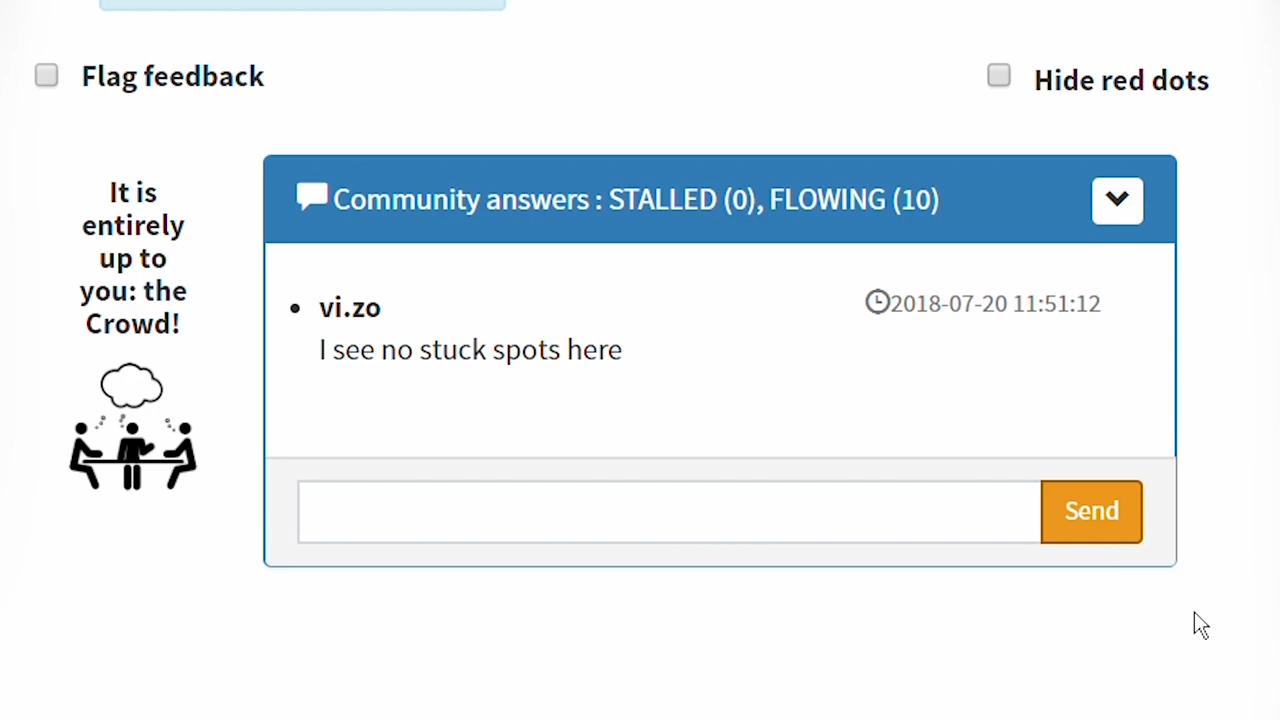 Flag feedback
Hide red dots
It is
entirely
up to
you: the
Crowd!
Community answers : STALLED (0), FLOWING (10)
vi.zo
2018-07-20 11:51:12
I see no stuck spots here
Send